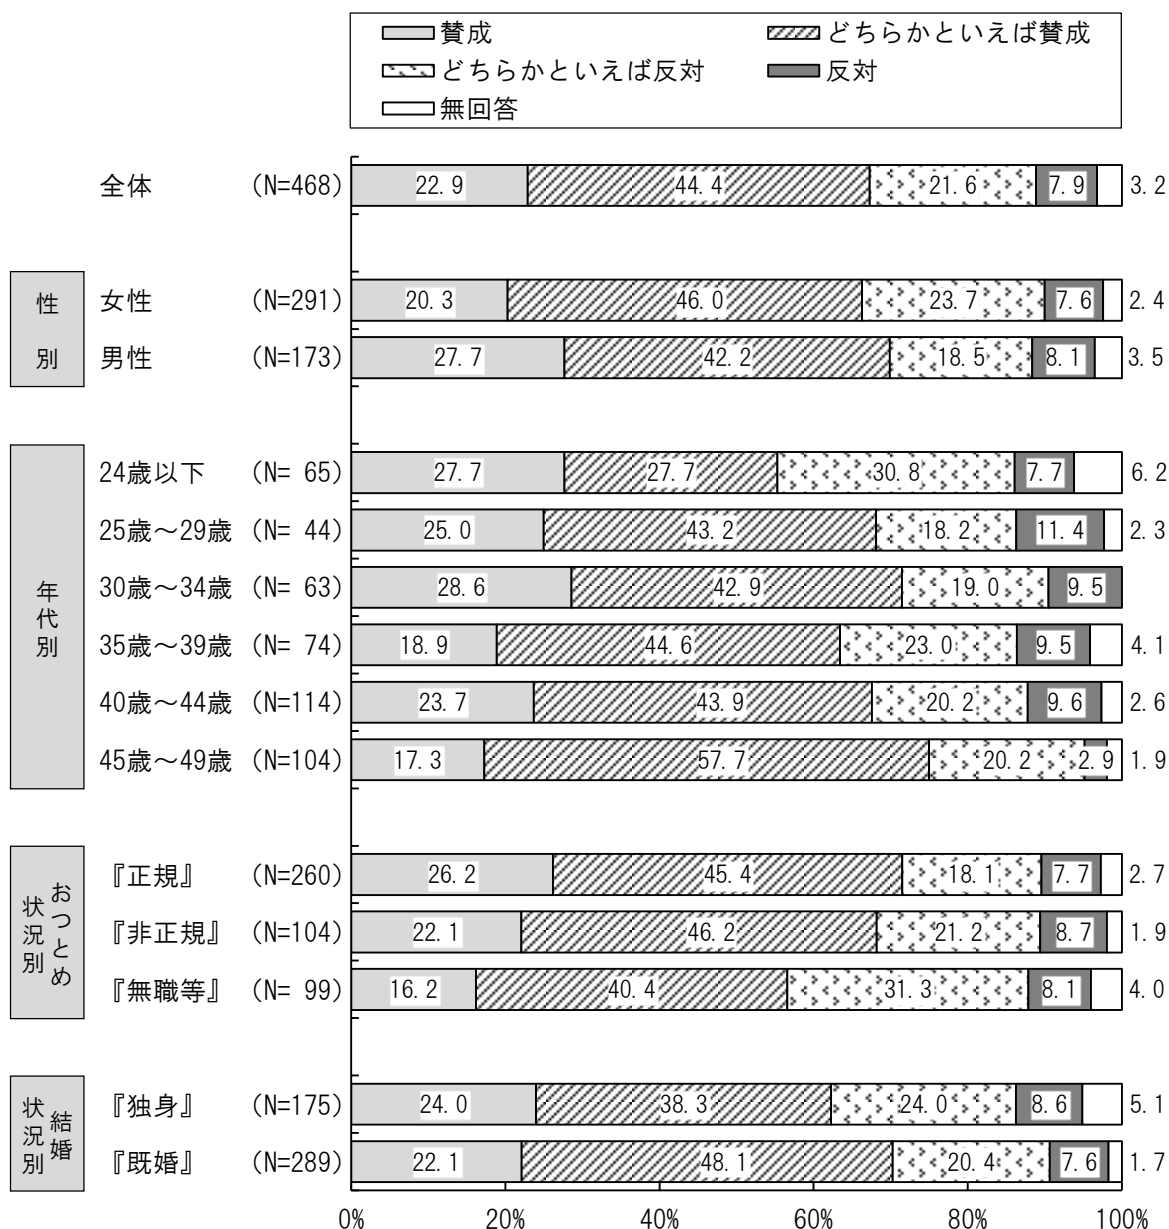 賛成 どちらかといえば賛成
どちらかといえば反対 反対
無回答
全体 (N=468) 22.9 44.4 21.6 7.9 3.2
性別
女性 (N=291) 20.3 46.0 23.7 7.6 2.4
男性 (N=173) 27.7 42.2 18.5 8.1 3.5
年代別
24歳以下 (N= 65) 27.7 27.7 30.8 7.7 6.2
25歳～29歳 (N= 44) 25.0 43.2 18.2 11.4 2.3
30歳～34歳 (N= 63) 28.6 42.9 19.0 9.5
35歳～39歳 (N= 74) 18.9 44.6 23.0 9.5 4.1
40歳～44歳 (N=114) 23.7 43.9 20.2 9.6 2.6
45歳～49歳 (N=104) 17.3 57.7 20.2 2.9 1.9
おつとめ
状況別
『正規』 (N=260) 26.2 45.4 18.1 7.7 2.7
『非正規』 (N=104) 22.1 46.2 21.2 8.7 1.9
『無職等』 (N= 99) 16.2 40.4 31.3 8.1 4.0
結婚
状況別
『独身』 (N=175) 24.0 38.3 24.0 8.6 5.1
『既婚』 (N=289) 22.1 48.1 20.4 7.6 1.7
0% 20% 40% 60% 80% 100%